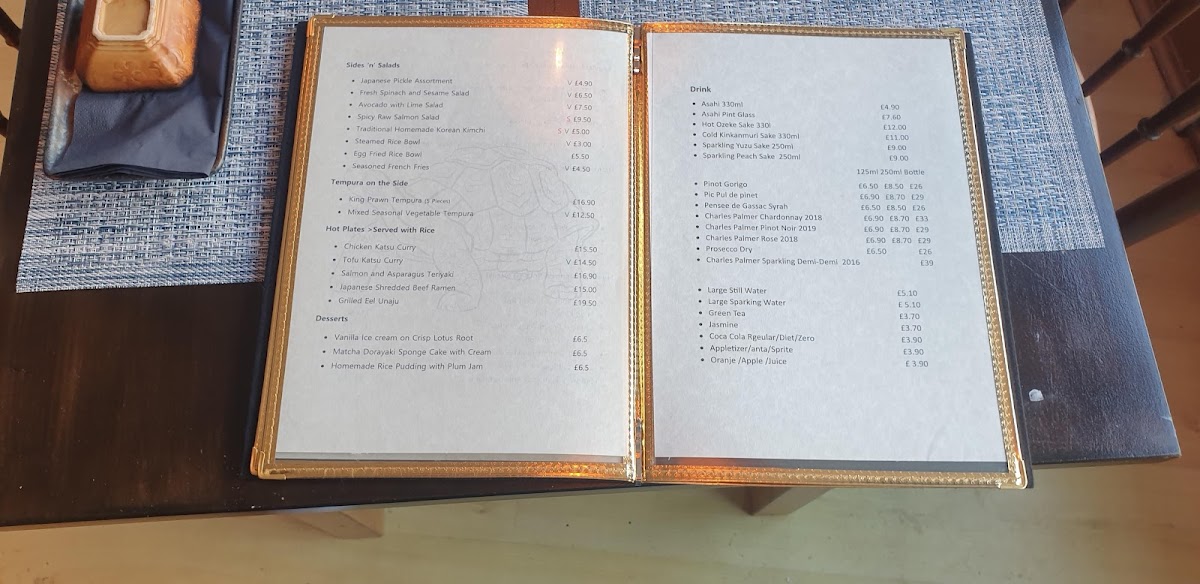 Sides 'n' Salads
• Japanese Pickle Assortment V £4.90
• Fresh Spinach and Sesame Salad V £6.50
• Avocado with Lime Salad V £7.50
• Spicy Raw Salmon Salad S £9.50
• Traditional Homemade Korean Kimchi S V £5.00
• Steamed Rice Bowl V £3.00
• Egg Fried Rice Bowl £5.50
• Seasoned French Fries V £4.50
Tempura on the Side
• King Prawn Tempura (5 Pieces) £16.90
• Mixed Seasonal Vegetable Tempura V £12.50
Hot Plates >Served with Rice
• Chicken Katsu Curry £15.50
• Tofu Katsu Curry V £14.50
• Salmon and Asparagus Teriyaki £16.90
• Japanese Shredded Beef Ramen £15.00
• Grilled Eel Unaju £19.50
Desserts
• Vanilla Ice cream on Crisp Lotus Root £6.5
• Matcha Dorayaki Sponge Cake with Cream £6.5
• Homemade Rice Pudding with Plum Jam £6.5
Drink
• Asahi 330ml £4.90
• Asahi Pint Glass £7.60
• Hot Ozeke Sake 330l £12.00
• Cold Kinkanmuri Sake 330ml £11.00
• Sparkling Yuzu Sake 250ml £9.00
• Sparkling Peach Sake 250ml £9.00
125ml 250ml Bottle
• Pinot Gorigo £6.50 £8.50 £26
• Pic Pul de pinet £6.90 £8.70 £29
• Pensee de Gassac Syrah £6.50 £8.50 £26
• Charles Palmer Chardonnay 2018 £6.90 £8.70 £33
• Charles Palmer Pinot Noir 2019 £6.90 £8.70 £29
• Charles Palmer Rose 2018 £6.90 £8.70 £29
• Prosecco Dry £6.50 £26
• Charles Palmer Sparkling Demi-Demi 2016 £39
• Large Still Water £5.10
• Large Sparking Water £ 5.10
• Green Tea £3.70
• Jasmine £3.70
• Coca Cola Rgeular/Diet/Zero £3.90
• Appletizer/anta/Sprite £3.90
• Oranje /Apple /Juice £ 3.90